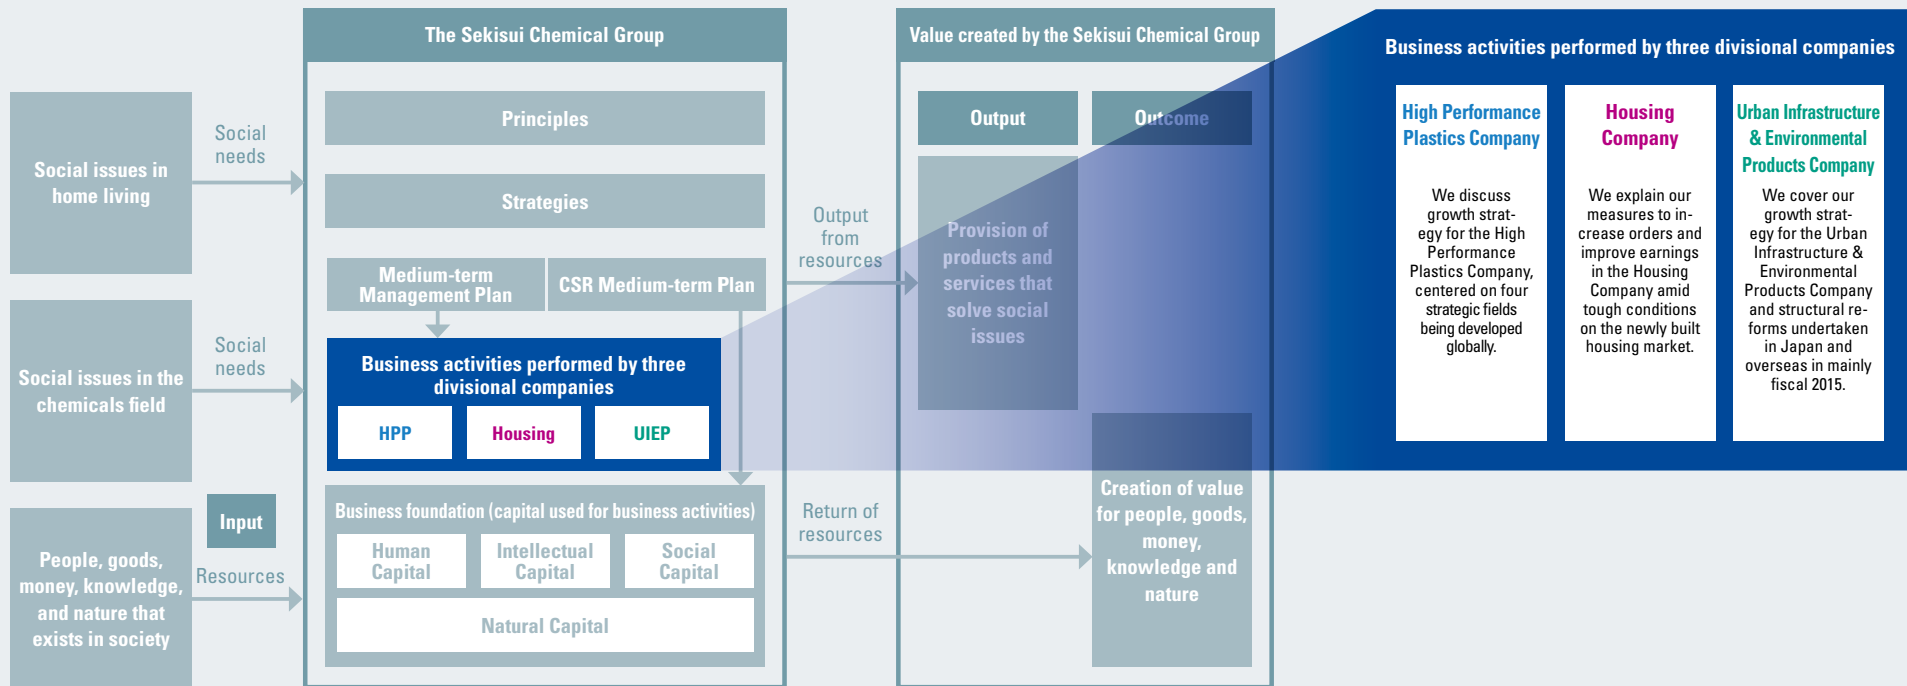 Social issues in
home living
Social issues in the
chemicals field
People, goods,
money, knowledge,
and nature that
exists in society
Social
needs
Social
needs
Input
Resources
The Sekisui Chemical Group
Principles
Strategies
Medium-term
Management Plan
CSR Medium-term Plan
Business activities performed by three
divisional companies
HPP
Housing
UIEP
Business foundation (capital used for business activities)
Human
Capital
Intellectual
Capital
Social
Capital
Natural Capital
Output
from
resources
Return of
resources
Value created by the Sekisui Chemical Group
Output
Outcome
Provision of
products and
services that
solve social
issues
Creation of value
for people, goods,
money,
knowledge and
nature
Business activities performed by three divisional companies
High Performance
Plastics Company
We discuss
growth strat-
egy for the High
Performance
Plastics Company,
centered on four
strategic fields
being developed
globally.
Housing
Company
We explain our
measures to in-
crease orders and
improve earnings
in the Housing
Company amid
tough conditions
on the newly built
housing market.
Urban Infrastructure
& Environmental
Products Company
We cover our
growth strat-
egy for the Urban
Infrastructure &
Environmental
Products Company
and structural re-
forms undertaken
in Japan and
overseas in mainly
fiscal 2015.